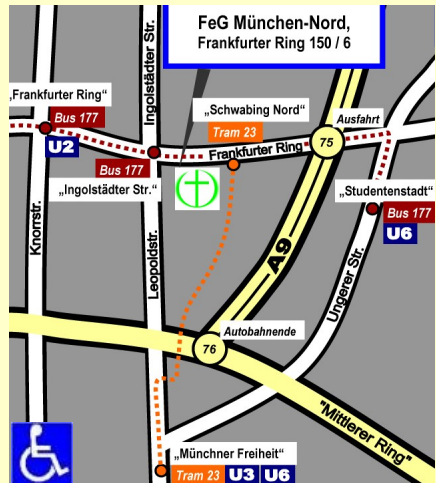 FeG München-Nord,
Frankfurter Ring 150 / 6
Ingolstädter Str.
„Frankfurter Ring"
Bus 177
U2
„Schwabing Nord"
Tram 23
Ausfahrt
75
Frankfurter Ring
Bus 177
„Ingolstädter Str."
„Studentenstadt"
Bus 177
U6
Knorrstr.
Leopoldstr.
A9
Ungerer Str.
Autobahnende
76
"Mittlerer Ring"
„Münchner Freiheit"
Tram 23 U3 U6